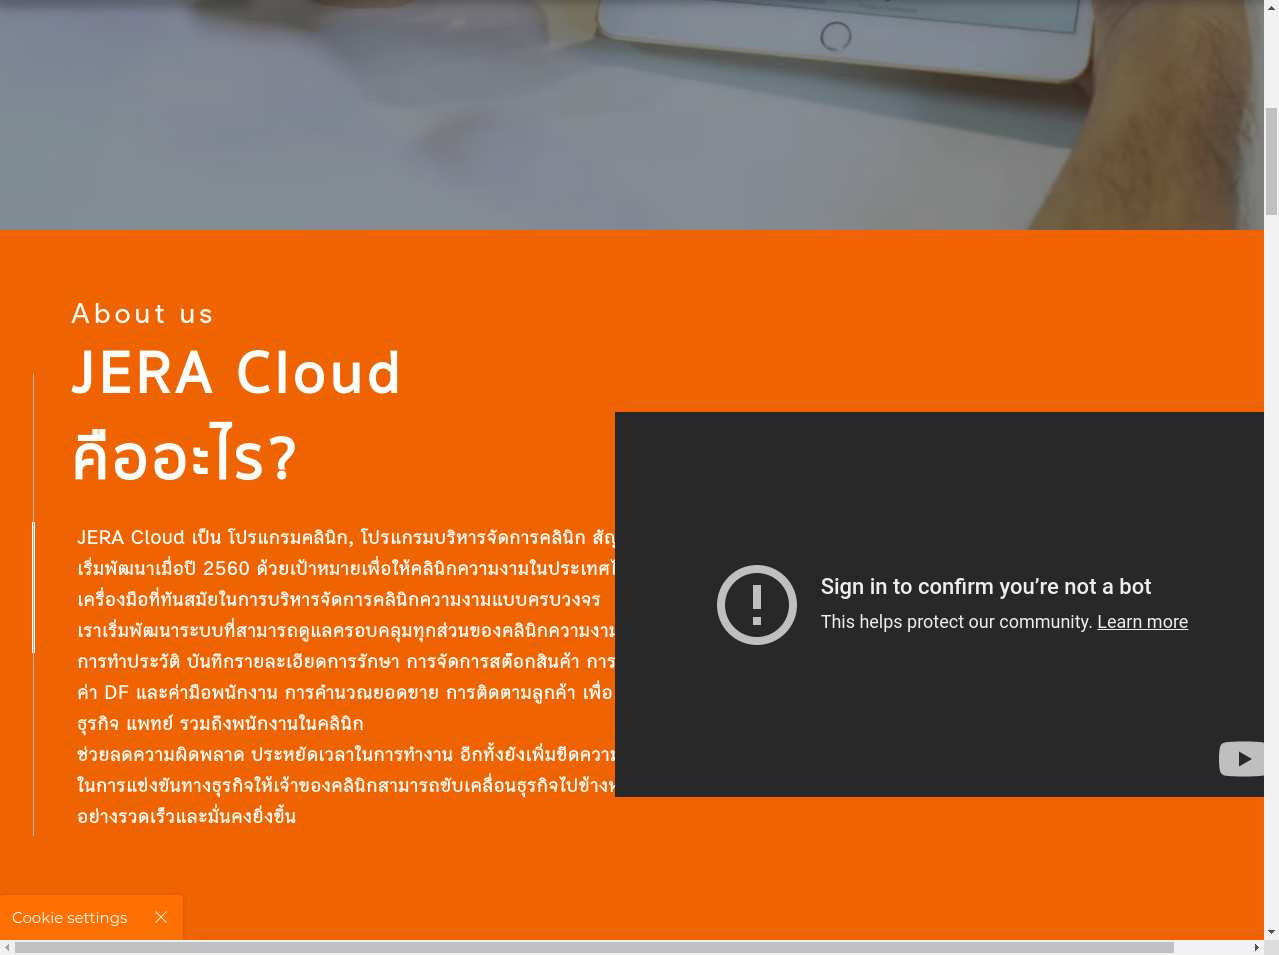 About us
JERA Cloud
คืออะไร?
JERA Cloud เป็น โปรแกรมคลินิก, โปรแกรมบริหารจัดการคลินิก
เริ่มพัฒนาเมื่อปี 2560 ด้วยเป้าหมายเพื่อให้คลินิกความงามในประเทศ
เครื่องมือที่ทันสมัยในการบริหารจัดการคลินิกความงามแบบครบวงจร
เราเริ่มพัฒนาระบบที่สามารถดูแลครอบคลุมทุกส่วนของคลินิกความงาม
การทำประวัติ บันทึกรายละเอียดการรักษา การจัดการสต๊อกสินค้า การ
ค่า DF และค่ามือพนักงาน การคำนวณยอดขาย การติดตามลูกค้า เพื่อ
ธุรกิจ แพทย์ รวมถึงพนักงานในคลินิก
ช่วยลดความผิดพลาด ประหยัดเวลาในการทำงาน อีกทั้งยังเพิ่มขีดความ
ในการแข่งขันทางธุรกิจให้เจ้าของคลินิกสามารถขับเคลื่อนธุรกิจไปข้าง
อย่างรวดเร็วและมั่นคงยิ่งขึ้น
Sign in to confirm you’re not a bot
This helps protect our community. Learn more
Cookie settings